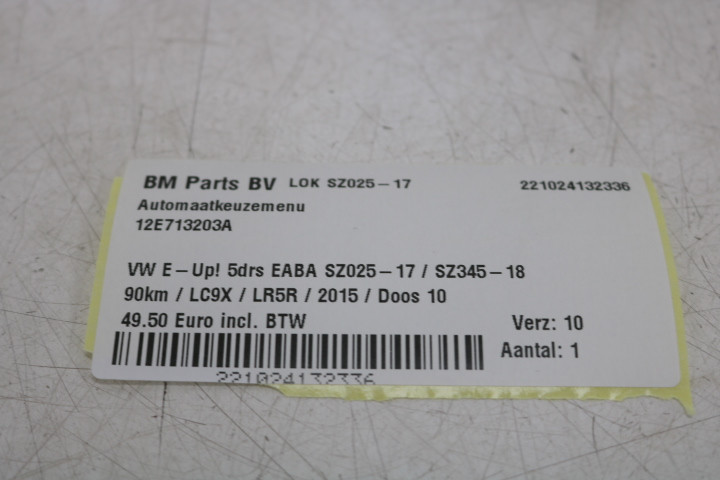 BM Parts BV LOK SZ025-17 221024132336
Automaatkeuzemenu
12E713203A
VW E-Up! 5drs EABA SZ025-17 / SZ345-18
90km / LC9X / LR5R / 2015 / Doos 10
49.50 Euro incl. BTW Verz: 10
Aantal: 1
221024132336